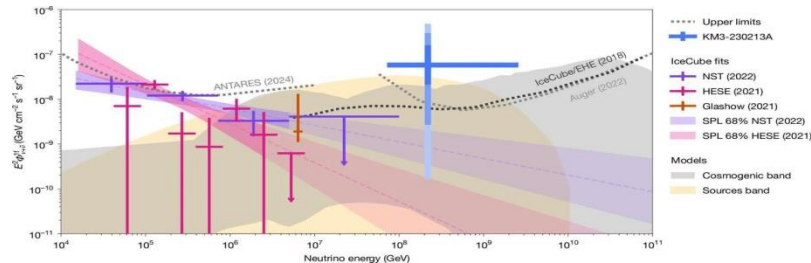 10⁻⁶
10⁻⁷
10⁻⁸
10⁻⁹
10⁻¹⁰
10⁻¹¹
10⁴
10⁵
10⁶
10⁷
10⁸
10⁹
10¹⁰
10¹¹
Neutrino energy (GeV)
(GeV cm⁻² s⁻¹ sr⁻¹)
ANTARES (2024)
IceCube/EHE (2018)
Auger (2022)
Upper limits
KM3-230213A
IceCube fits
NST (2022)
HESE (2021)
Glashow (2021)
SPL 68% NST (2022)
SPL 68% HESE (2021)
Models
Cosmogenic band
Sources band